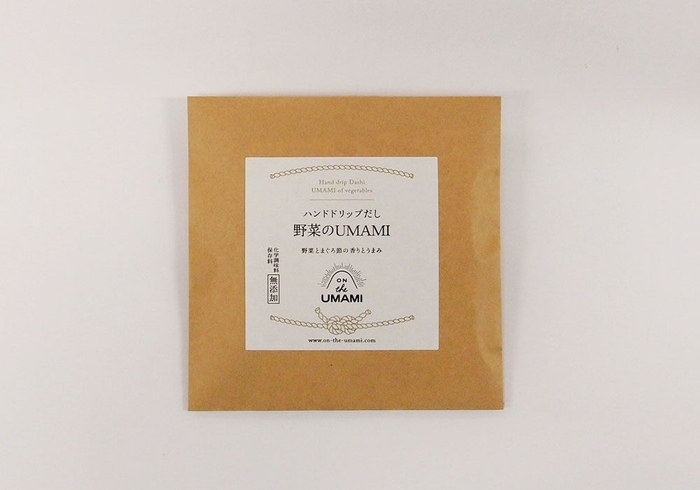 Hand drip Dashi
UMAMI of vegetables
ハンドドリップだし
野菜のUMAMI
野菜とまぐろ節の香りとうまみ
化学調味料
保存料
無添加
ON
the
UMAMI
www.on-the-umami.com